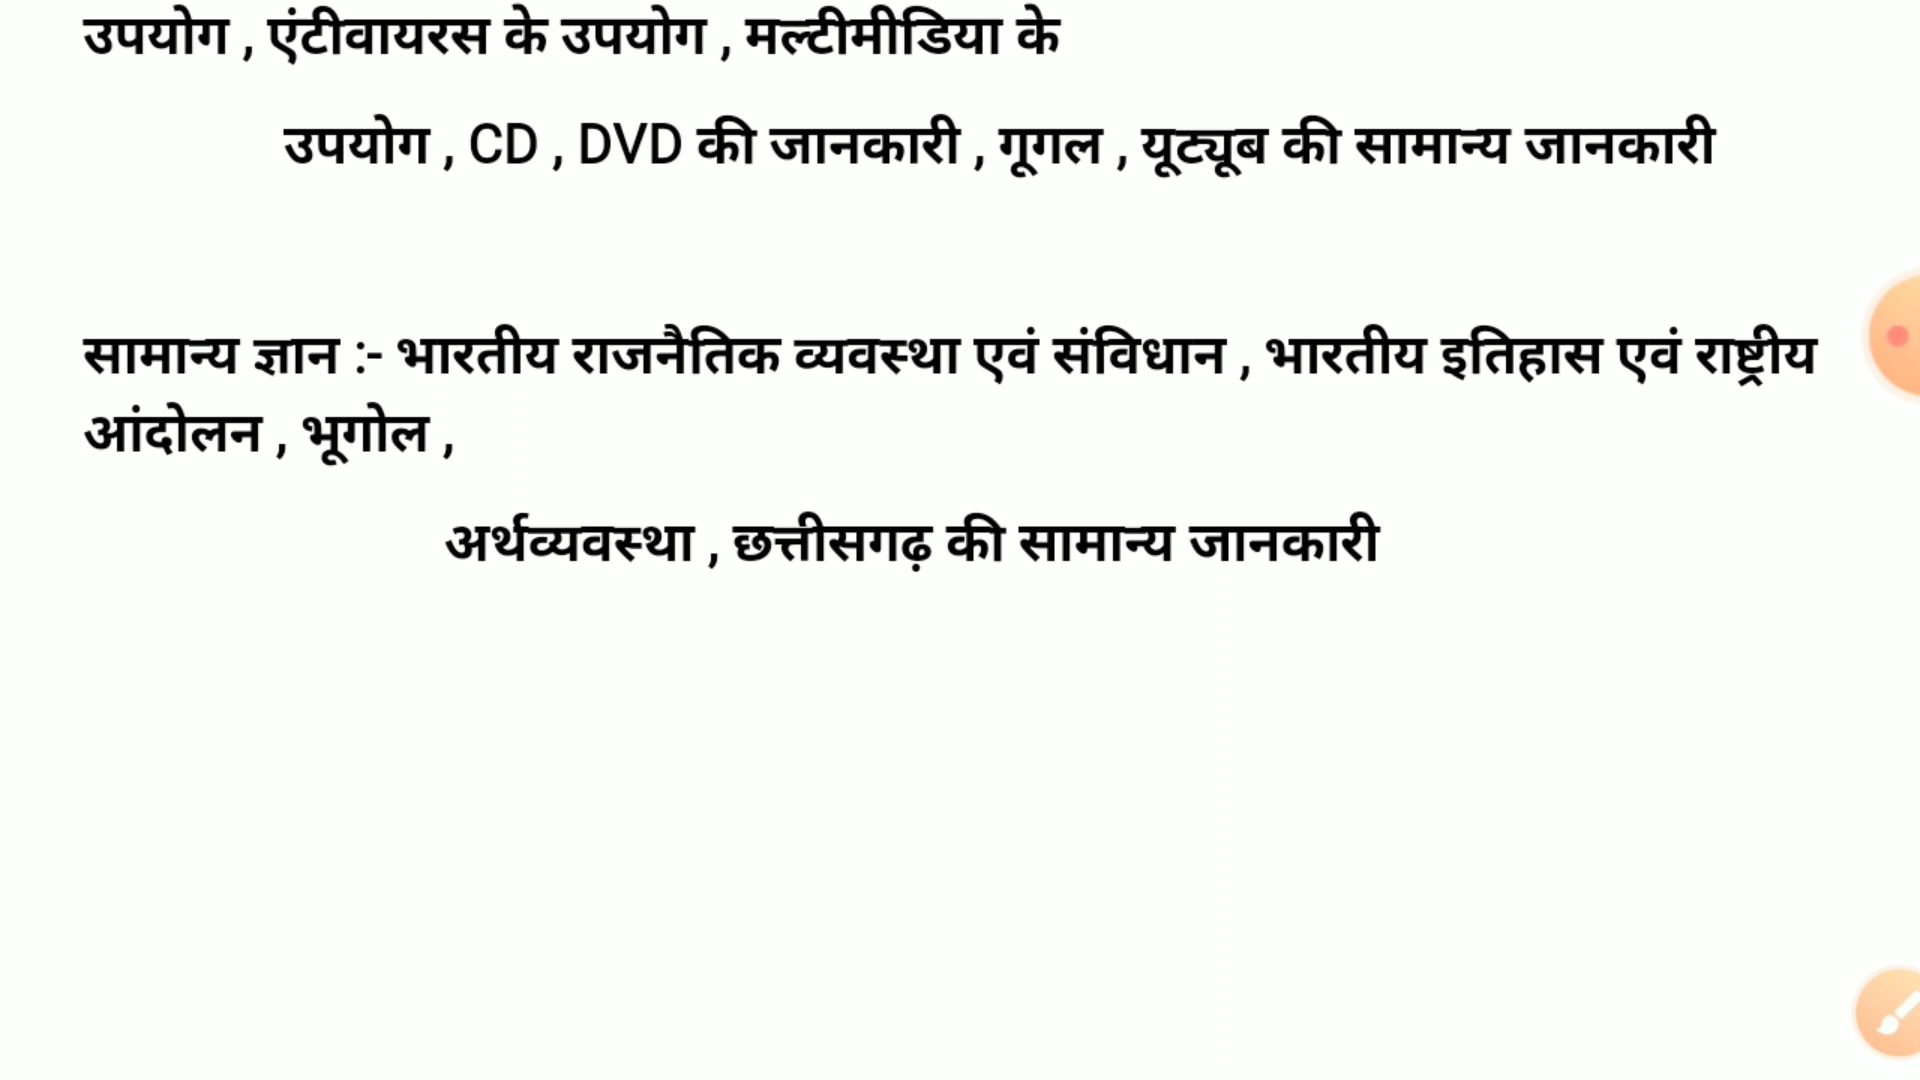 उपयोग , एंटीवायरस के उपयोग , मल्टीमीडिया के
उपयोग , CD , DVD की जानकारी , गूगल , यूट्यूब की सामान्य जानकारी
सामान्य ज्ञान :- भारतीय राजनैतिक व्यवस्था एवं संविधान , भारतीय इतिहास एवं राष्ट्रीय
आंदोलन , भूगोल ,
अर्थव्यवस्था , छत्तीसगढ़ की सामान्य जानकारी